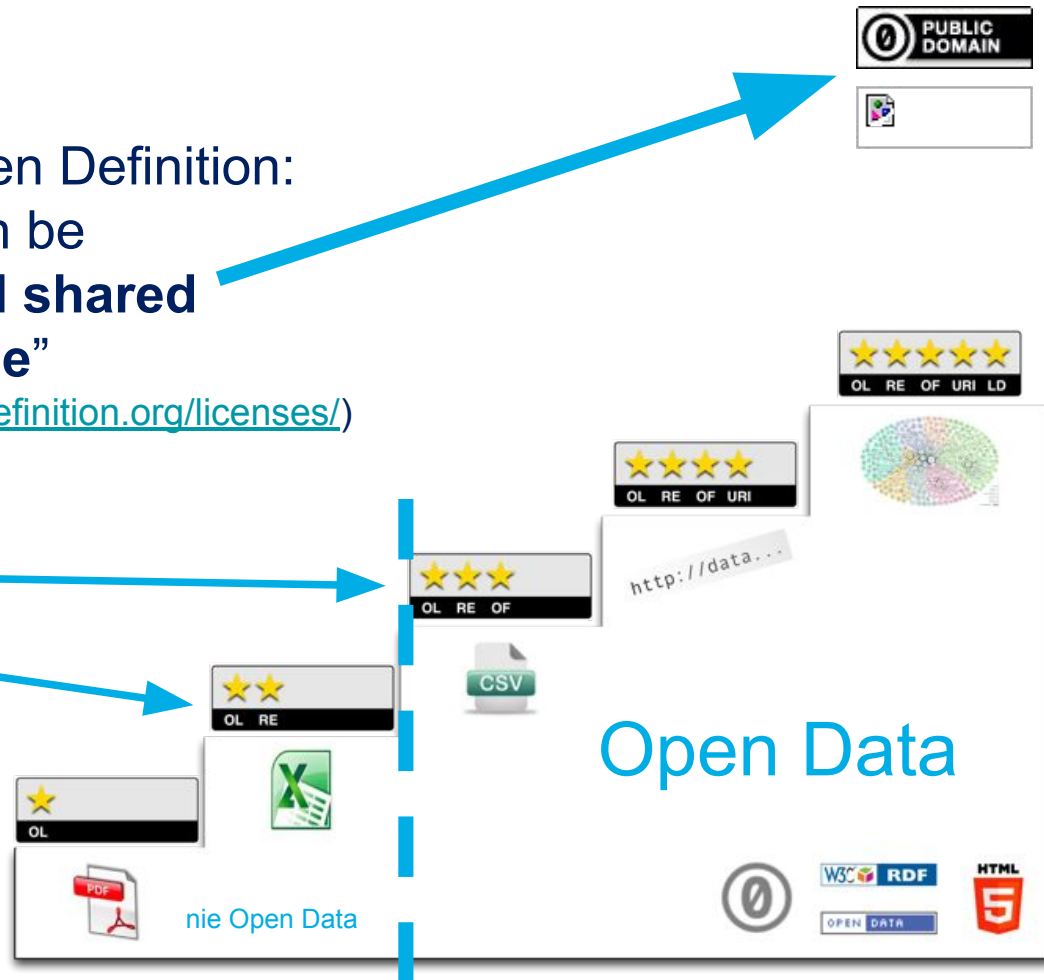 PUBLIC
DOMAIN
en Definition:
n be
d shared
e”
efinition.org/licenses/)
OL RE OF URI LD
OL RE OF URI
http://data...
OL RE OF
CSV
OL RE
Open Data
OL
PDF
nie Open Data
W3C RDF
OPEN DATA
HTML
5